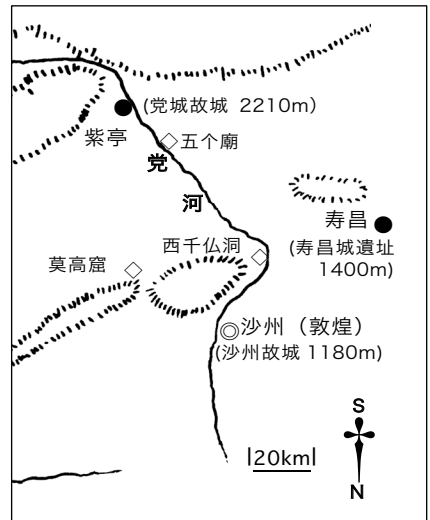 (党城故城 2210m)
紫亭
五个廟
党
河
寿昌
(寿昌城遺址
1400m)
西千仏洞
莫高窟
沙州（敦煌）
(沙州故城 1180m)
S
20km
N